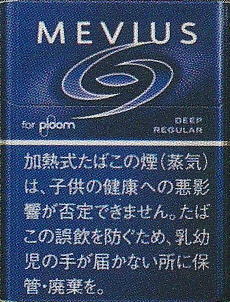 MEVIUS
for ploom
DEEP
REGULAR
加熱式たばこの煙(蒸気)
は、子供の健康への悪影
響が否定できません。たば
この誤飲を防ぐため、乳幼
児の手が届かない所に保
管・廃棄を。